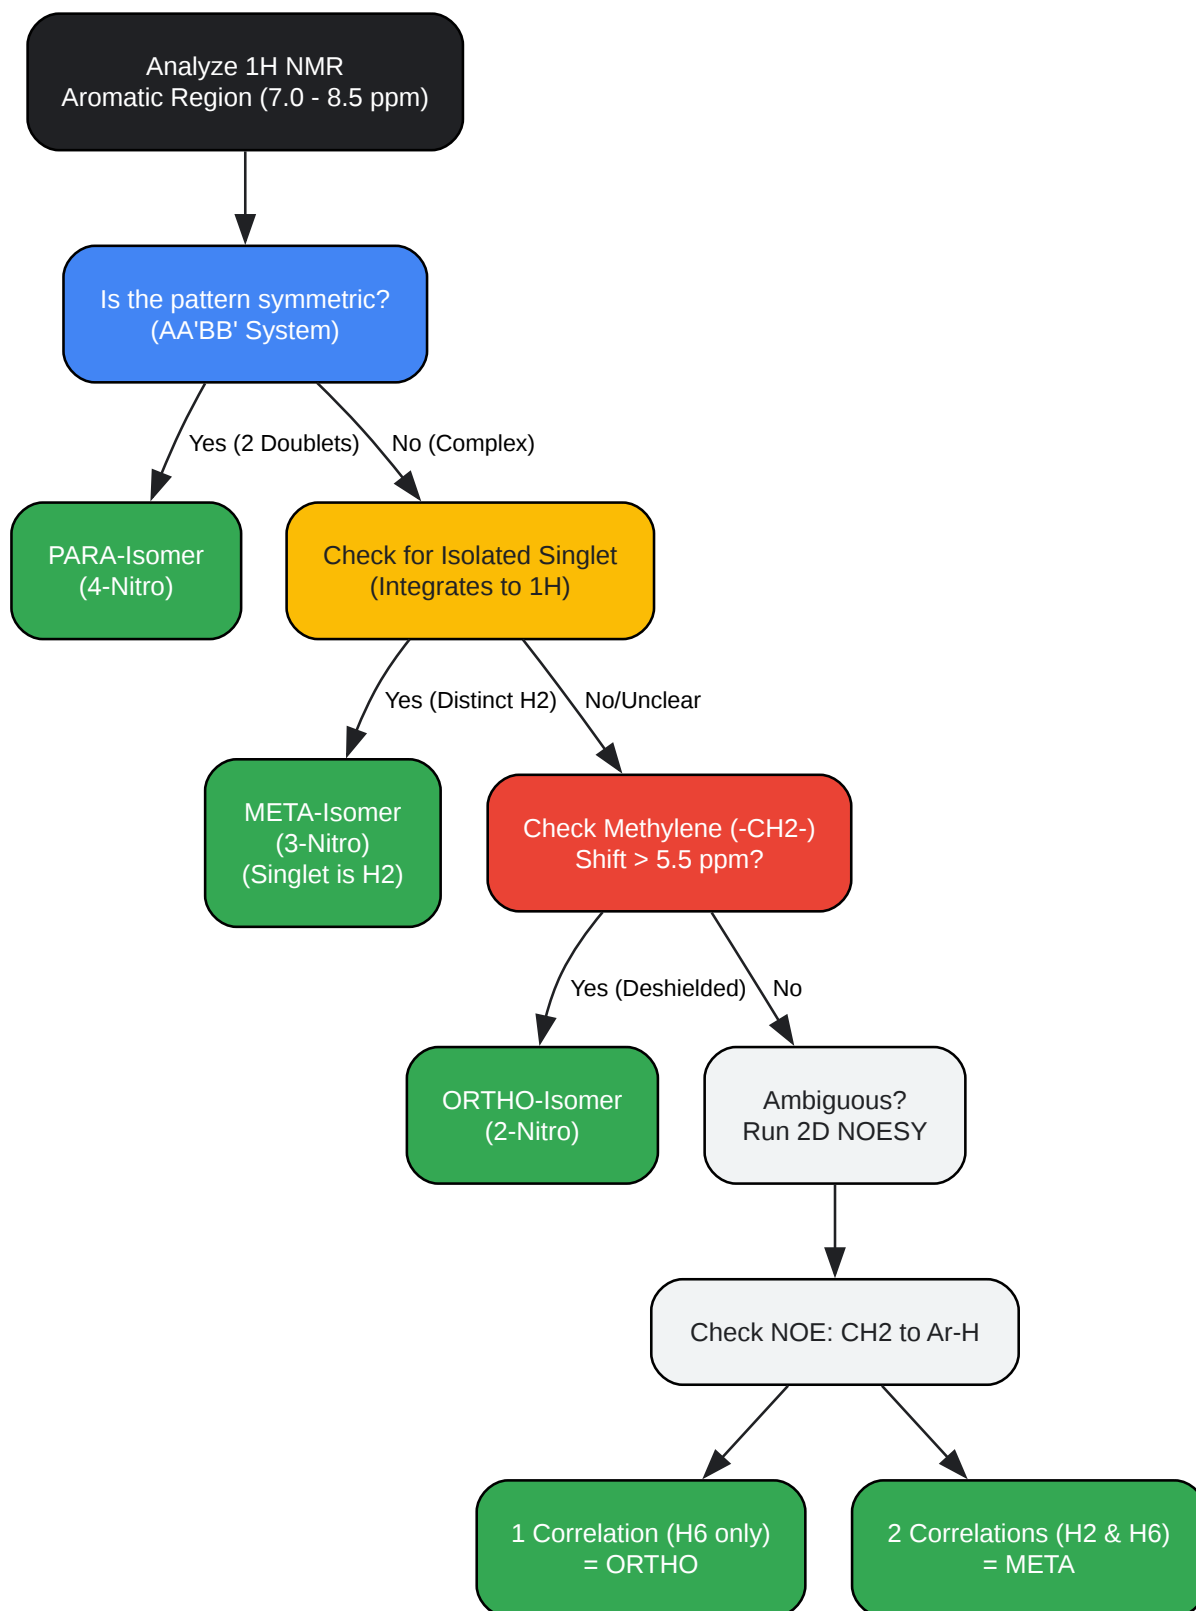 Analyze 1H NMR
Aromatic Region (7.0 - 8.5 ppm)
Is the pattern symmetric?
(AA'BB' System)
Yes (2 Doublets)
No (Complex)
PARA-Isomer
(4-Nitro)
Check for Isolated Singlet
(Integrates to 1H)
Yes (Distinct H2)
No/Unclear
META-Isomer
(3-Nitro)
(Singlet is H2)
Check Methylene (-CH2-)
Shift > 5.5 ppm?
Yes (Deshielded)
No
ORTHO-Isomer
(2-Nitro)
Ambiguous?
Run 2D NOESY
Check NOE: CH2 to Ar-H
1 Correlation (H6 only)
= ORTHO
2 Correlations (H2 & H6)
= META